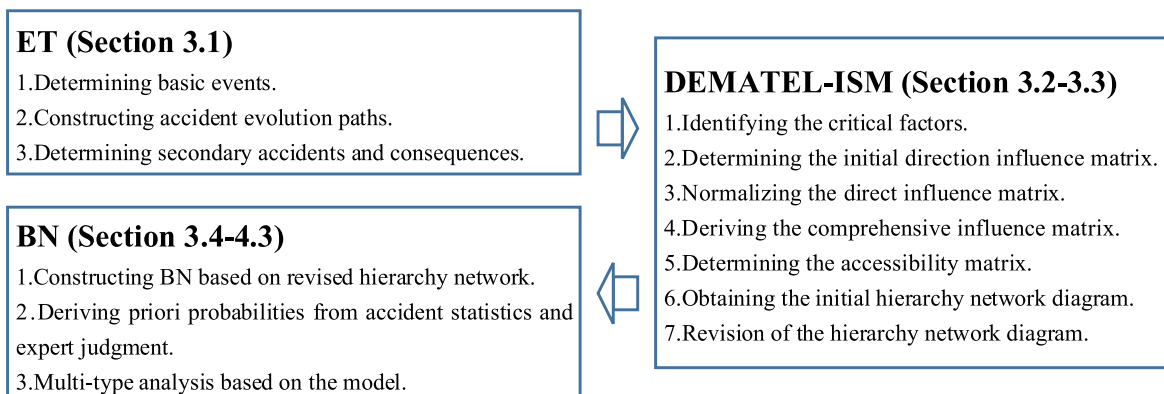 ET (Section 3.1)
1.Determining basic events.
2.Constructing accident evolution paths.
3.Determining secondary accidents and consequences.
DEMATEL-ISM (Section 3.2-3.3)
1.Identifying the critical factors.
2.Determining the initial direction influence matrix.
3.Normalizing the direct influence matrix.
4.Deriving the comprehensive influence matrix.
5.Determining the accessibility matrix.
6.Obtaining the initial hierarchy network diagram.
7.Revision of the hierarchy network diagram.
BN (Section 3.4-4.3)
1.Constructing BN based on revised hierarchy network.
2.Deriving priori probabilities from accident statistics and
expert judgment.
3.Multi-type analysis based on the model.